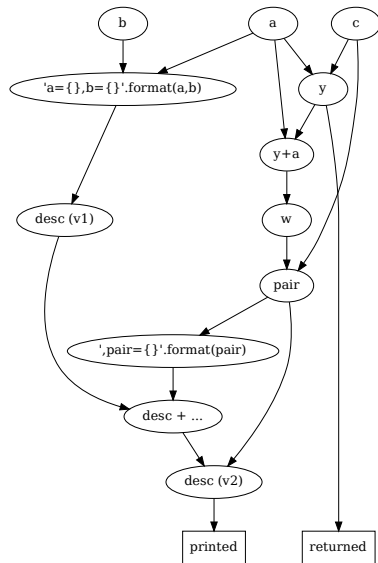 b
a
c
'a={},b={}'.format(a,b)
y
y+a
desc (v1)
w
pair
',pair={}'.format(pair)
desc + ...
desc (v2)
printed
returned